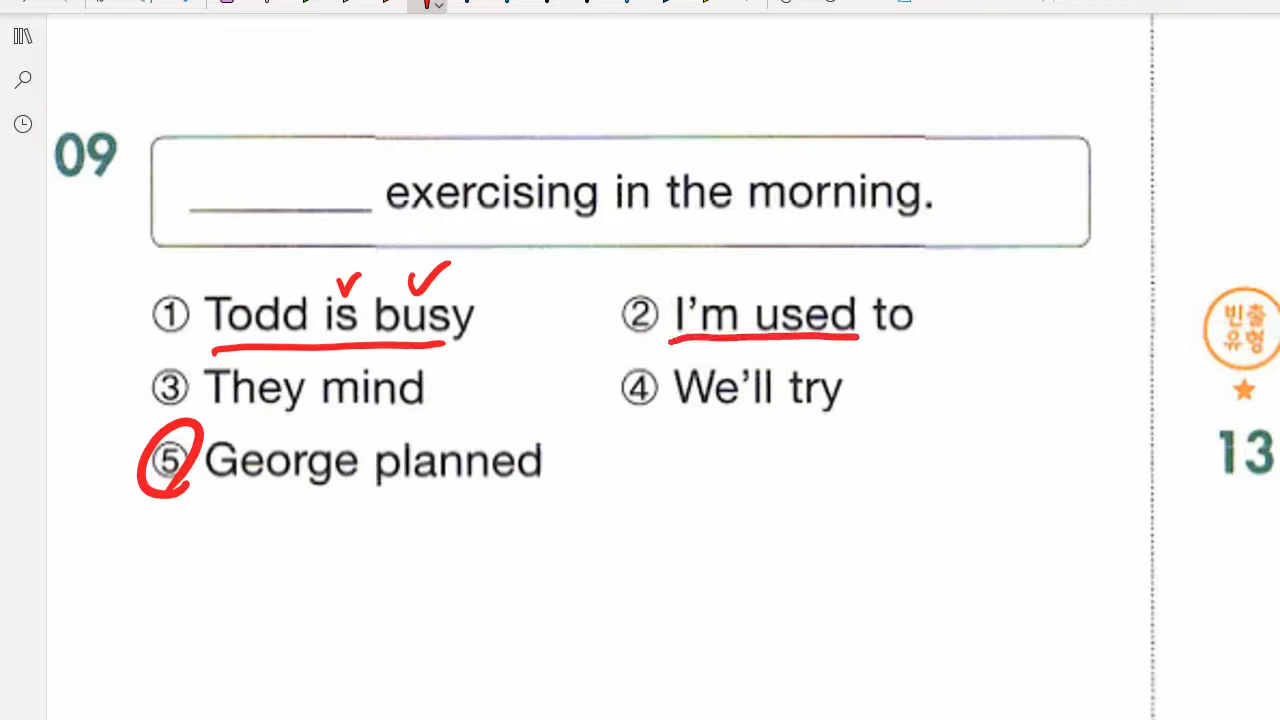 09
________ exercising in the morning.
① Todd is busy
② I'm used to
③ They mind
④ We'll try
⑤ George planned
빈출
유형
13